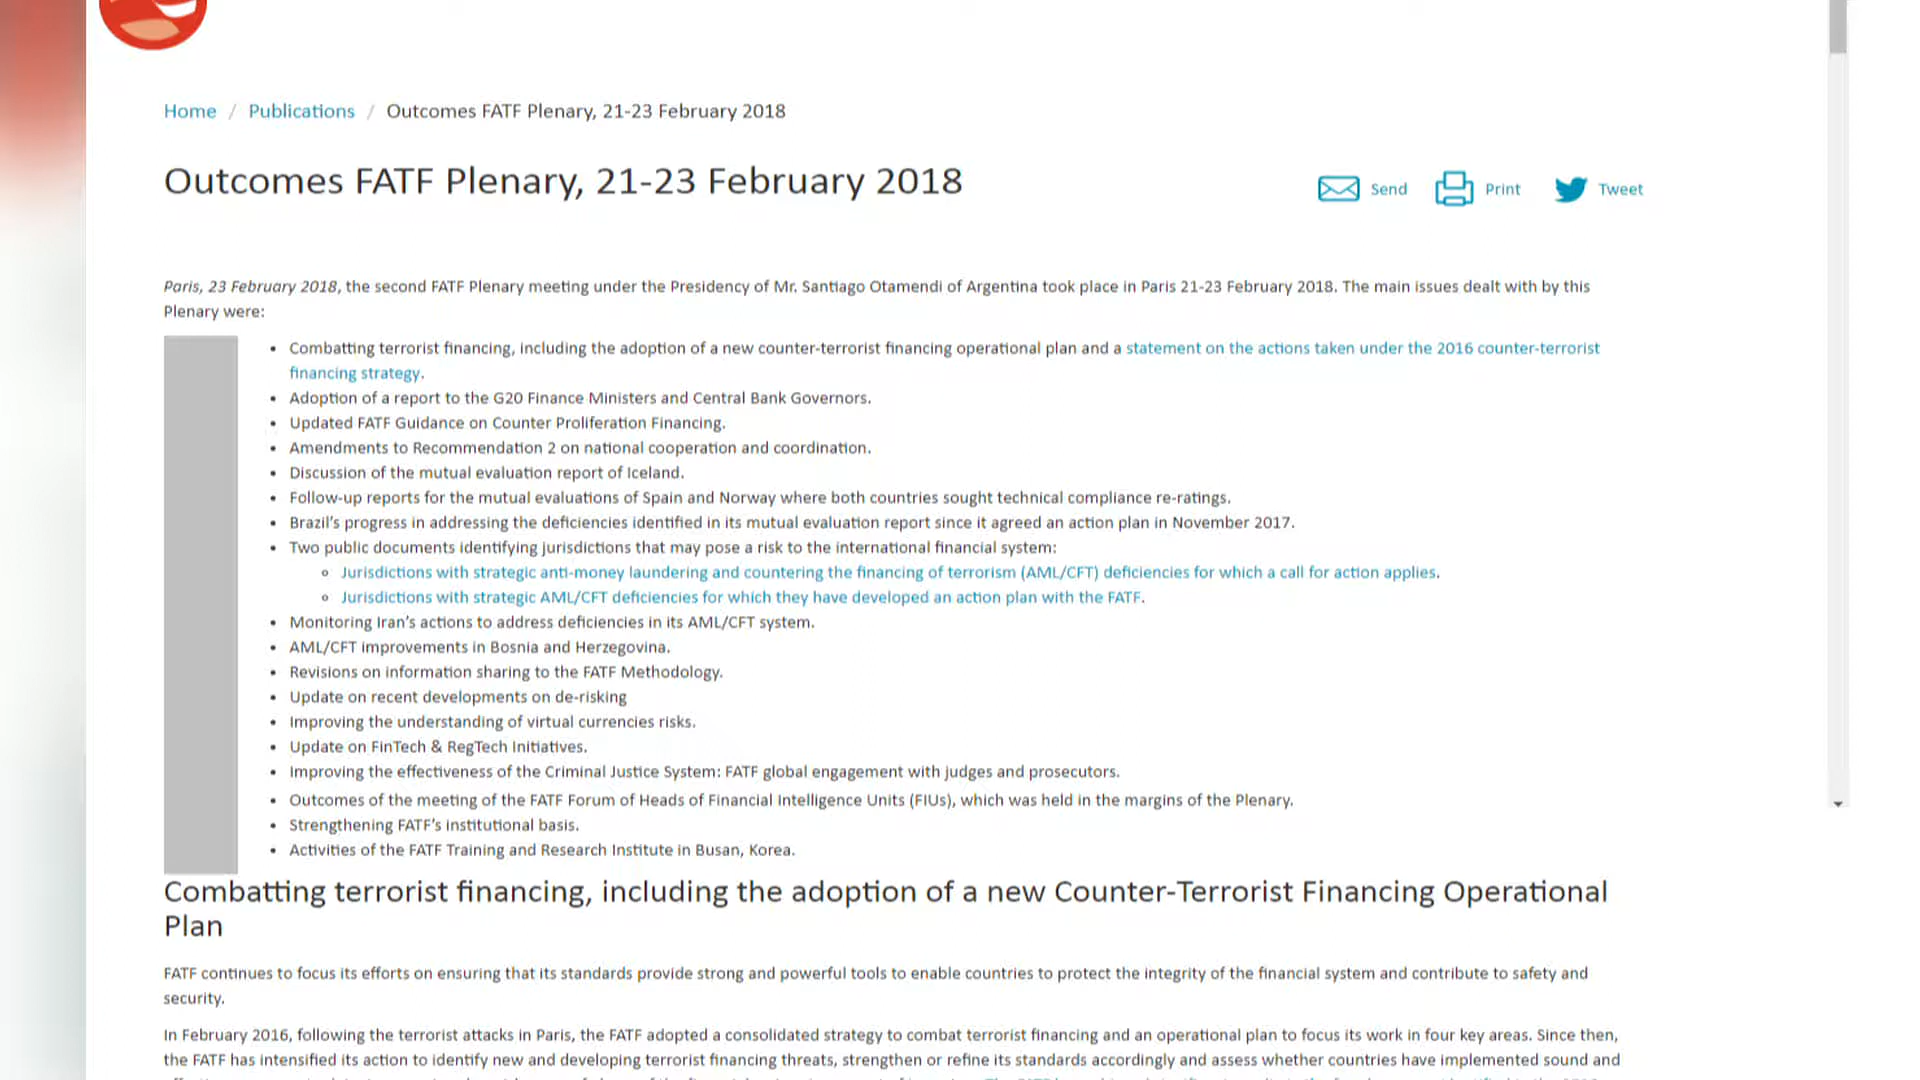 Home / Publications / Outcomes FATF Plenary, 21-23 February 2018
Outcomes FATF Plenary, 21-23 February 2018
Send Print Tweet
Paris, 23 February 2018, the second FATF Plenary meeting under the Presidency of Mr. Santiago Otamendi of Argentina took place in Paris 21-23 February 2018. The main issues dealt with by this
Plenary were:
• Combatting terrorist financing, including the adoption of a new counter-terrorist financing operational plan and a statement on the actions taken under the 2016 counter-terrorist
financing strategy.
• Adoption of a report to the G20 Finance Ministers and Central Bank Governors.
• Updated FATF Guidance on Counter Proliferation Financing.
• Amendments to Recommendation 2 on national cooperation and coordination.
• Discussion of the mutual evaluation report of Iceland.
• Follow-up reports for the mutual evaluations of Spain and Norway where both countries sought technical compliance re-ratings.
• Brazil's progress in addressing the deficiencies identified in its mutual evaluation report since it agreed an action plan in November 2017.
• Two public documents identifying jurisdictions that may pose a risk to the international financial system:
◦ Jurisdictions with strategic anti-money laundering and countering the financing of terrorism (AML/CFT) deficiencies for which a call for action applies.
◦ Jurisdictions with strategic AML/CFT deficiencies for which they have developed an action plan with the FATF.
• Monitoring Iran's actions to address deficiencies in its AML/CFT system.
• AML/CFT improvements in Bosnia and Herzegovina.
• Revisions on information sharing to the FATF Methodology.
• Update on recent developments on de-risking
• Improving the understanding of virtual currencies risks.
• Update on FinTech & RegTech Initiatives.
• Improving the effectiveness of the Criminal Justice System: FATF global engagement with judges and prosecutors.
• Outcomes of the meeting of the FATF Forum of Heads of Financial Intelligence Units (FIUs), which was held in the margins of the Plenary.
• Strengthening FATF's institutional basis.
• Activities of the FATF Training and Research Institute in Busan, Korea.
Combatting terrorist financing, including the adoption of a new Counter-Terrorist Financing Operational
Plan
FATF continues to focus its efforts on ensuring that its standards provide strong and powerful tools to enable countries to protect the integrity of the financial system and contribute to safety and
security.
In February 2016, following the terrorist attacks in Paris, the FATF adopted a consolidated strategy to combat terrorist financing and an operational plan to focus its work in four key areas. Since then,
the FATF has intensified its action to identify new and developing terrorist financing threats, strengthen or refine its standards accordingly and assess whether countries have implemented sound and